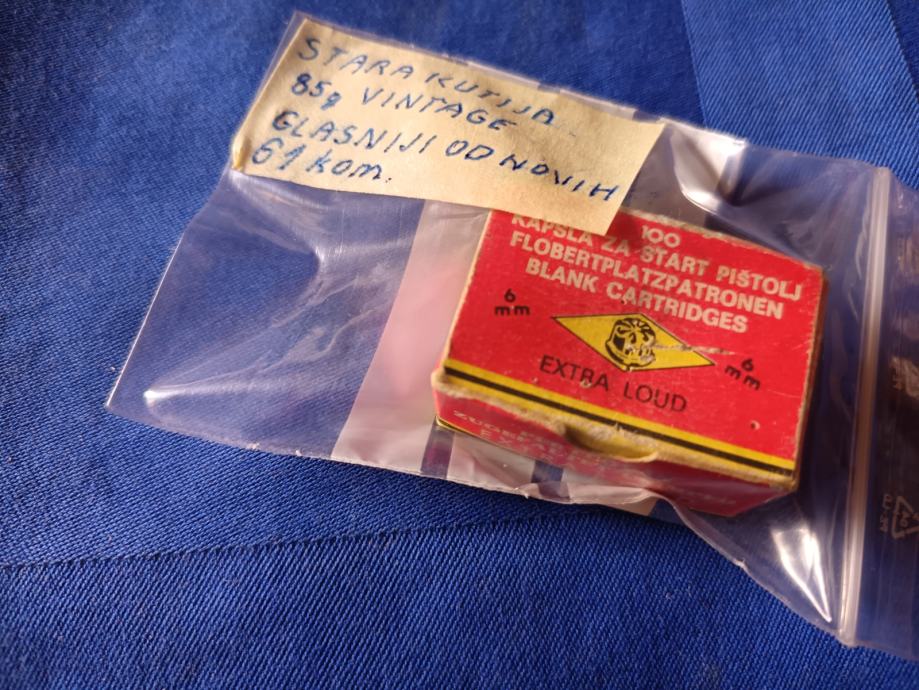 STARA KUTIJA
85g VINTAGE
GLASNIJI OD NOVIH
61 kom.
100
KAPSLA ZA START PIŠTOLJ
FLOBERTPLATZPATRONEN
BLANK CARTRIDGES
6 mm
6 mm
EXTRA LOUD